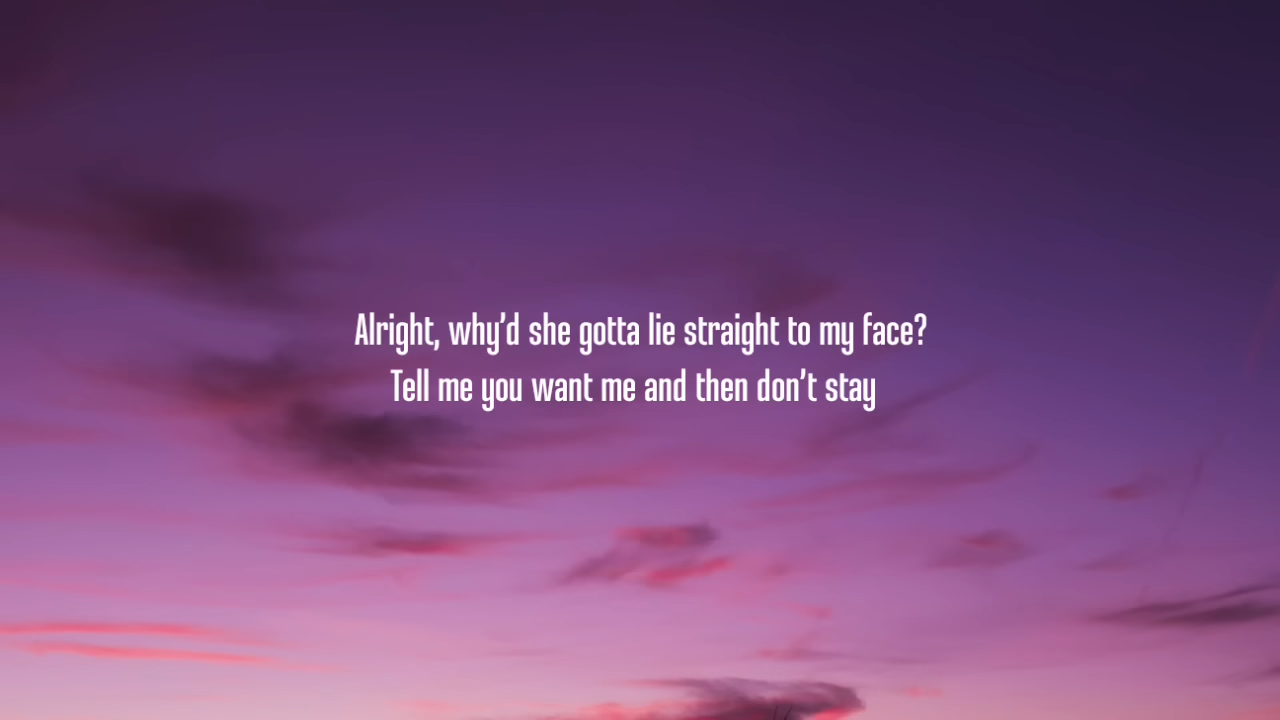 Alright, why’d she gotta lie straight to my face?
Tell me you want me and then don’t stay